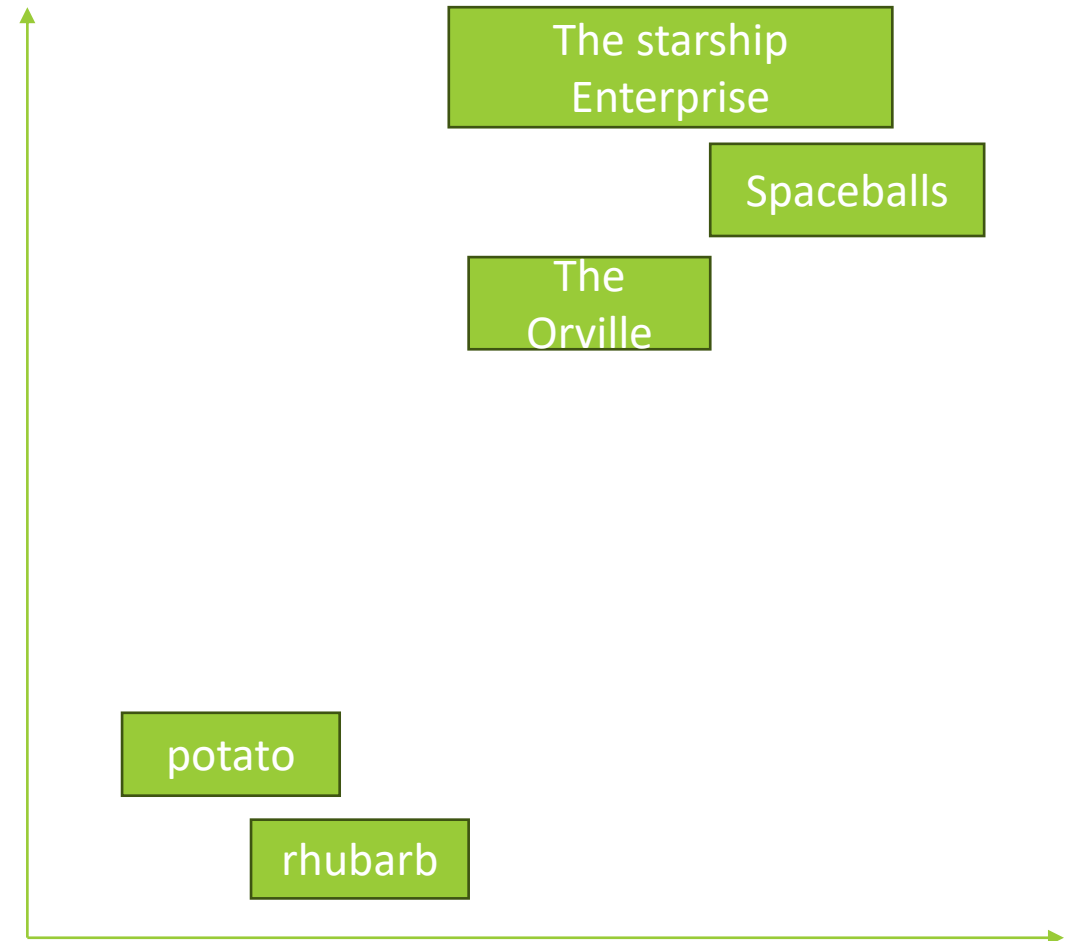 The starship
Enterprise
Spaceballs
The
Orville
potato
rhubarb